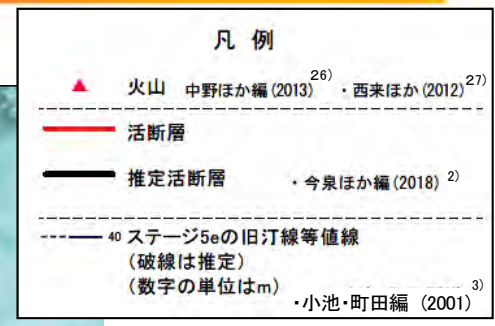 凡 例
火山 中野ほか編(2013)26) ・西来ほか(2012)27)
活断層
推定活断層 ・今泉ほか編(2018) 2)
40 ステージ5eの旧汀線等値線
(破線は推定)
(数字の単位はm) 3)
・小池・町田編 (2001)